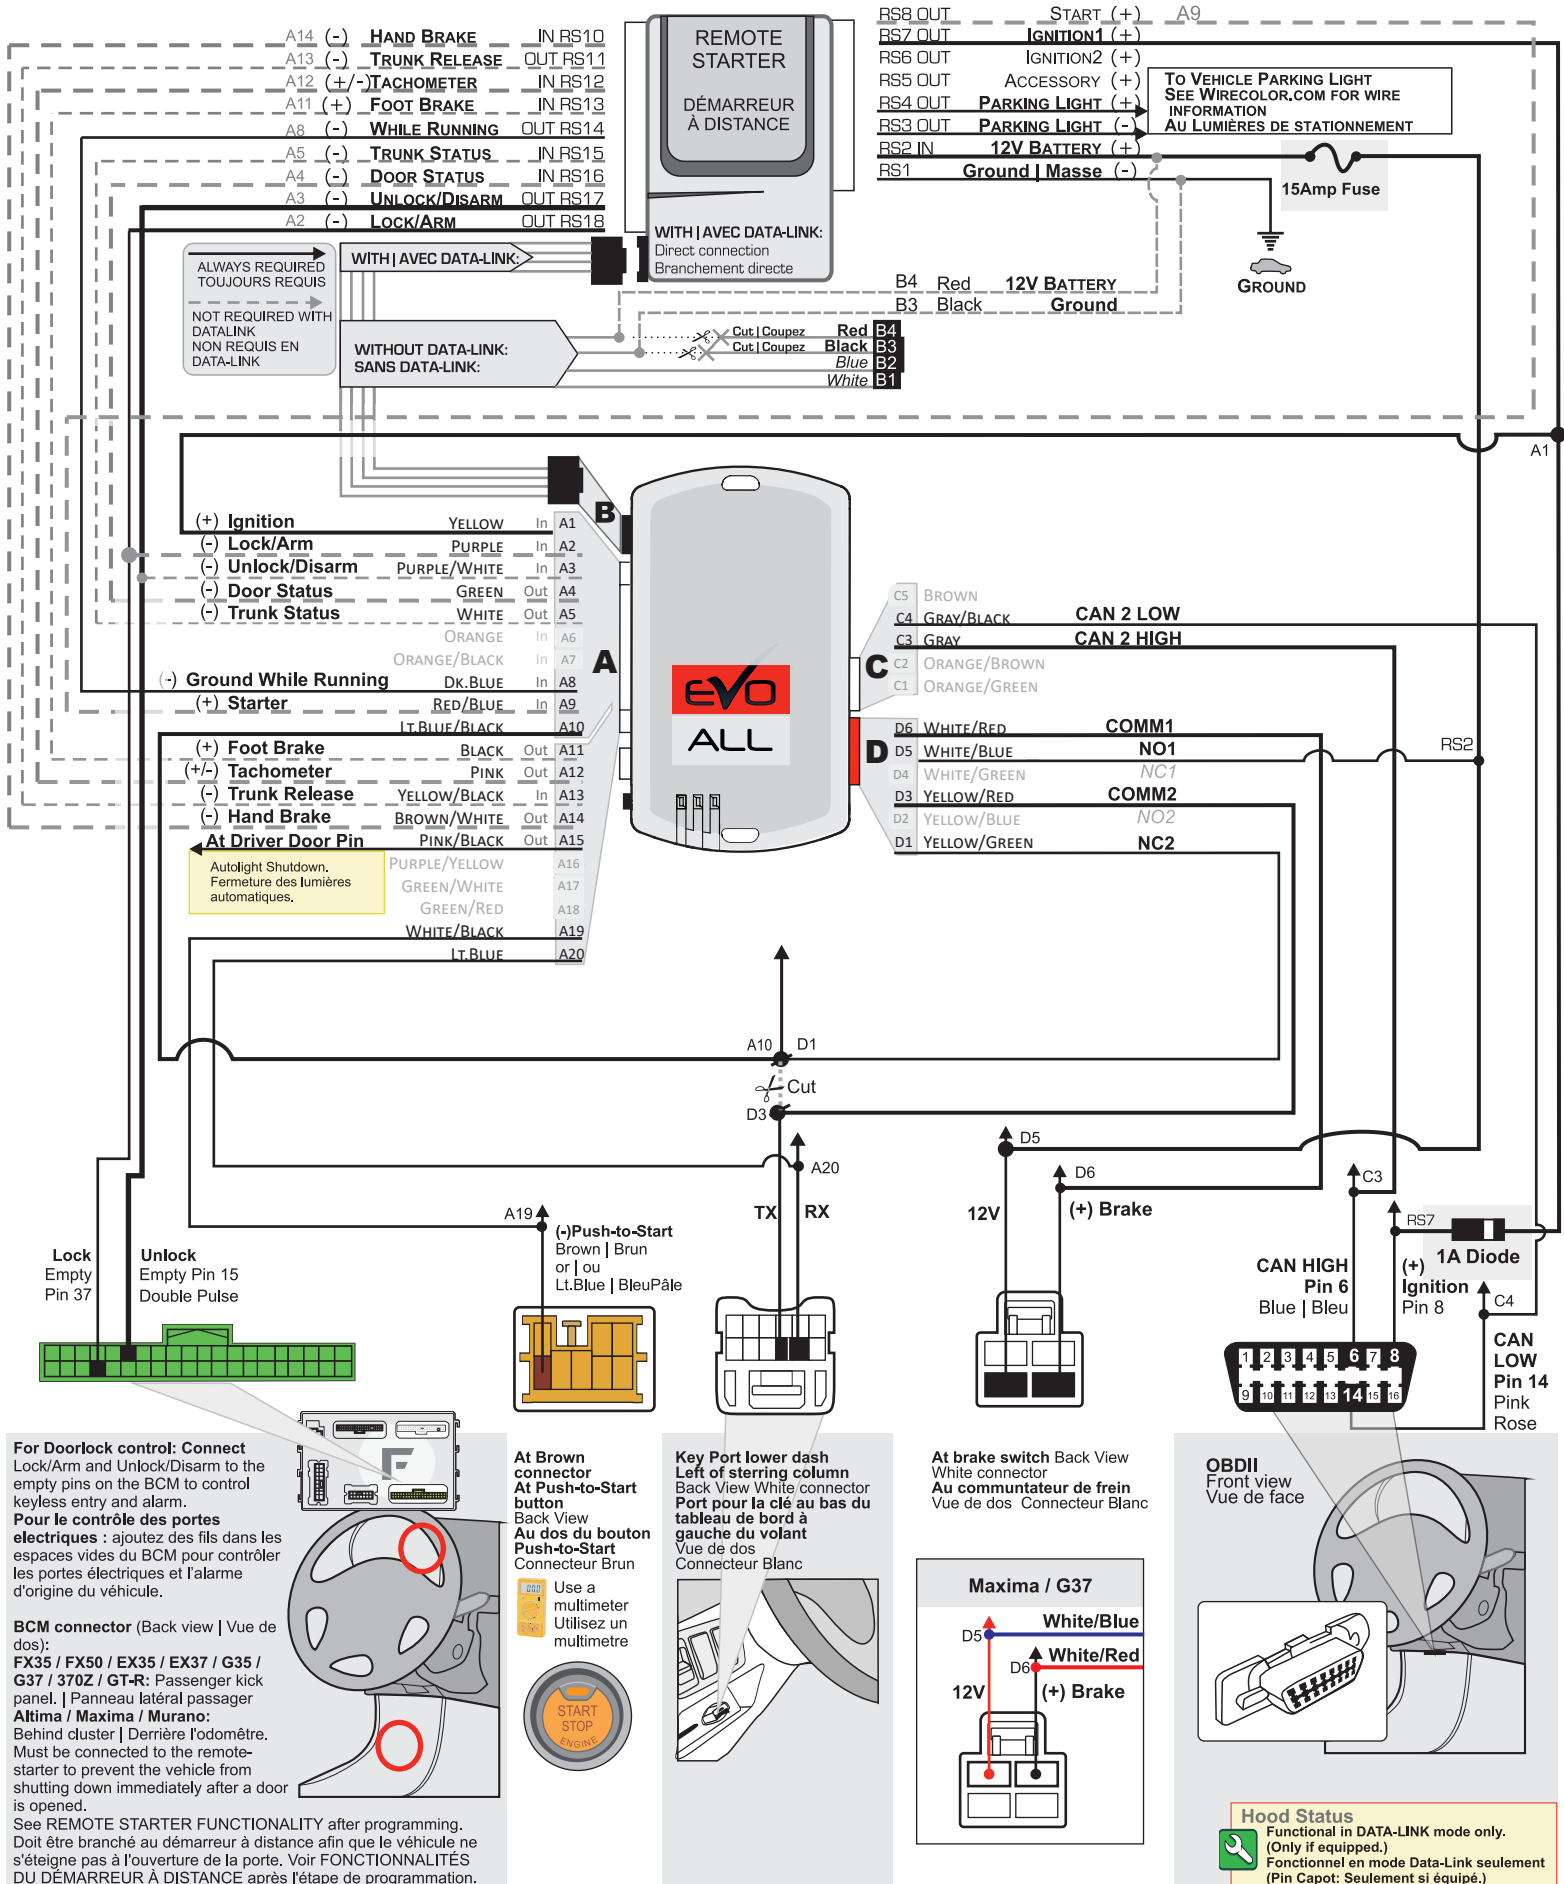 A14 (-) HAND BRAKE IN RS10
A13 (-) TRUNK RELEASE OUT RS11
A12 (+/-) TACHOMETER IN RS12
A11 (+) FOOT BRAKE IN RS13
A8 (-) WHILE RUNNING OUT RS14
A5 (-) TRUNK STATUS IN RS15
A4 (-) DOOR STATUS IN RS16
A3 (-) UNLOCK/DISARM OUT RS17
A2 (-) LOCK/ARM OUT RS18
REMOTE
STARTER
DÉMARREUR
À DISTANCE
WITH | AVEC DATA-LINK:
Direct connection
Branchement directe
RS8 OUT START (+) A9
RS7 OUT IGNITION1 (+)
RS6 OUT IGNITION2 (+)
RS5 OUT ACCESSORY (+)
RS4 OUT PARKING LIGHT (+)
RS3 OUT PARKING LIGHT (-)
RS2 IN 12V BATTERY (+)
RS1 GROUND | MASSE (-)
TO VEHICLE PARKING LIGHT
SEE WIRECOLOR.COM FOR WIRE
INFORMATION
AU LUMIÈRES DE STATIONNEMENT
15Amp Fuse
GROUND
ALWAYS REQUIRED
TOUJOURS REQUIS
NOT REQUIRED WITH
DATALINK
NON REQUIS EN
DATA-LINK
WITH | AVEC DATA-LINK:
WITHOUT DATA-LINK:
SANS DATA-LINK:
B4 Red 12V BATTERY
B3 Black Ground
Cut | Coupez Red B4
Cut | Coupez Black B3
Blue B2
White B1
A1
B
(+) Ignition YELLOW In A1
(-) Lock/Arm PURPLE In A2
(-) Unlock/Disarm PURPLE/WHITE In A3
(-) Door Status GREEN Out A4
(-) Trunk Status WHITE Out A5
ORANGE In A6
ORANGE/BLACK In A7
(-) Ground While Running DK.BLUE In A8
(+) Starter RED/BLUE In A9
LT.BLUE/BLACK A10
(+) Foot Brake BLACK Out A11
(+/-) Tachometer PINK Out A12
(-) Trunk Release YELLOW/BLACK In A13
(-) Hand Brake BROWN/WHITE Out A14
At Driver Door Pin PINK/BLACK Out A15
PURPLE/YELLOW A16
GREEN/WHITE A17
GREEN/RED A18
WHITE/BLACK A19
LT.BLUE A20
Autolight Shutdown.
Fermeture des lumières
automatiques.
A
EVO
ALL
C
C5 BROWN
C4 GRAY/BLACK CAN 2 LOW
C3 GRAY CAN 2 HIGH
C2 ORANGE/BROWN
C1 ORANGE/GREEN
D
D6 WHITE/RED COMM1
D5 WHITE/BLUE NO1
D4 WHITE/GREEN NC1
D3 YELLOW/RED COMM2
D2 YELLOW/BLUE NO2
D1 YELLOW/GREEN NC2
RS2
A10 D1
Cut
D3
A20
TX RX
D5
D6
12V (+) Brake
C3
RS7
1A Diode
CAN HIGH
Pin 6
Blue | Bleu
(+)
Ignition
Pin 8
C4
CAN
LOW
Pin 14
Pink
Rose
A19
(-)Push-to-Start
Brown | Brun
or | ou
Lt.Blue | BleuPâle
Lock
Empty
Pin 37
Unlock
Empty Pin 15
Double Pulse
1 2 3 4 5 6 7 8
9 10 11 12 13 14 15 16
F
For Doorlock control: Connect
Lock/Arm and Unlock/Disarm to the
empty pins on the BCM to control
keyless entry and alarm.
Pour le contrôle des portes
electriques : ajoutez des fils dans les
espaces vides du BCM pour contrôler
les portes électriques et l'alarme
d'origine du véhicule.
BCM connector (Back view | Vue de
dos):
FX35 / FX50 / EX35 / EX37 / G35 /
G37 / 370Z / GT-R: Passenger kick
panel. | Panneau latéral passager
Altima / Maxima / Murano:
Behind cluster | Derrière l'odomêtre.
Must be connected to the remote-
starter to prevent the vehicle from
shutting down immediately after a door
is opened.
See REMOTE STARTER FUNCTIONALITY after programming.
Doit être branché au démarreur à distance afin que le véhicule ne
s'éteigne pas à l'ouverture de la porte. Voir FONCTIONNALITÉS
DU DÉMARREUR À DISTANCE après l'étape de programmation.
At Brown
connector
At Push-to-Start
button
Back View
Au dos du bouton
Push-to-Start
Connecteur Brun
Use a
multimeter
Utilisez un
multimetre
START
STOP
ENGINE
Key Port lower dash
Left of sterring column
Back View White connector
Port pour la clé au bas du
tableau de bord à
gauche du volant
Vue de dos
Connecteur Blanc
At brake switch Back View
White connector
Au communtateur de frein
Vue de dos Connecteur Blanc
Maxima / G37
White/Blue
D5
White/Red
D6
12V (+) Brake
OBDII
Front view
Vue de face
Hood Status
Functional in DATA-LINK mode only.
(Only if equipped.)
Fonctionnel en mode Data-Link seulement
(Pin Capot: Seulement si équipé.)